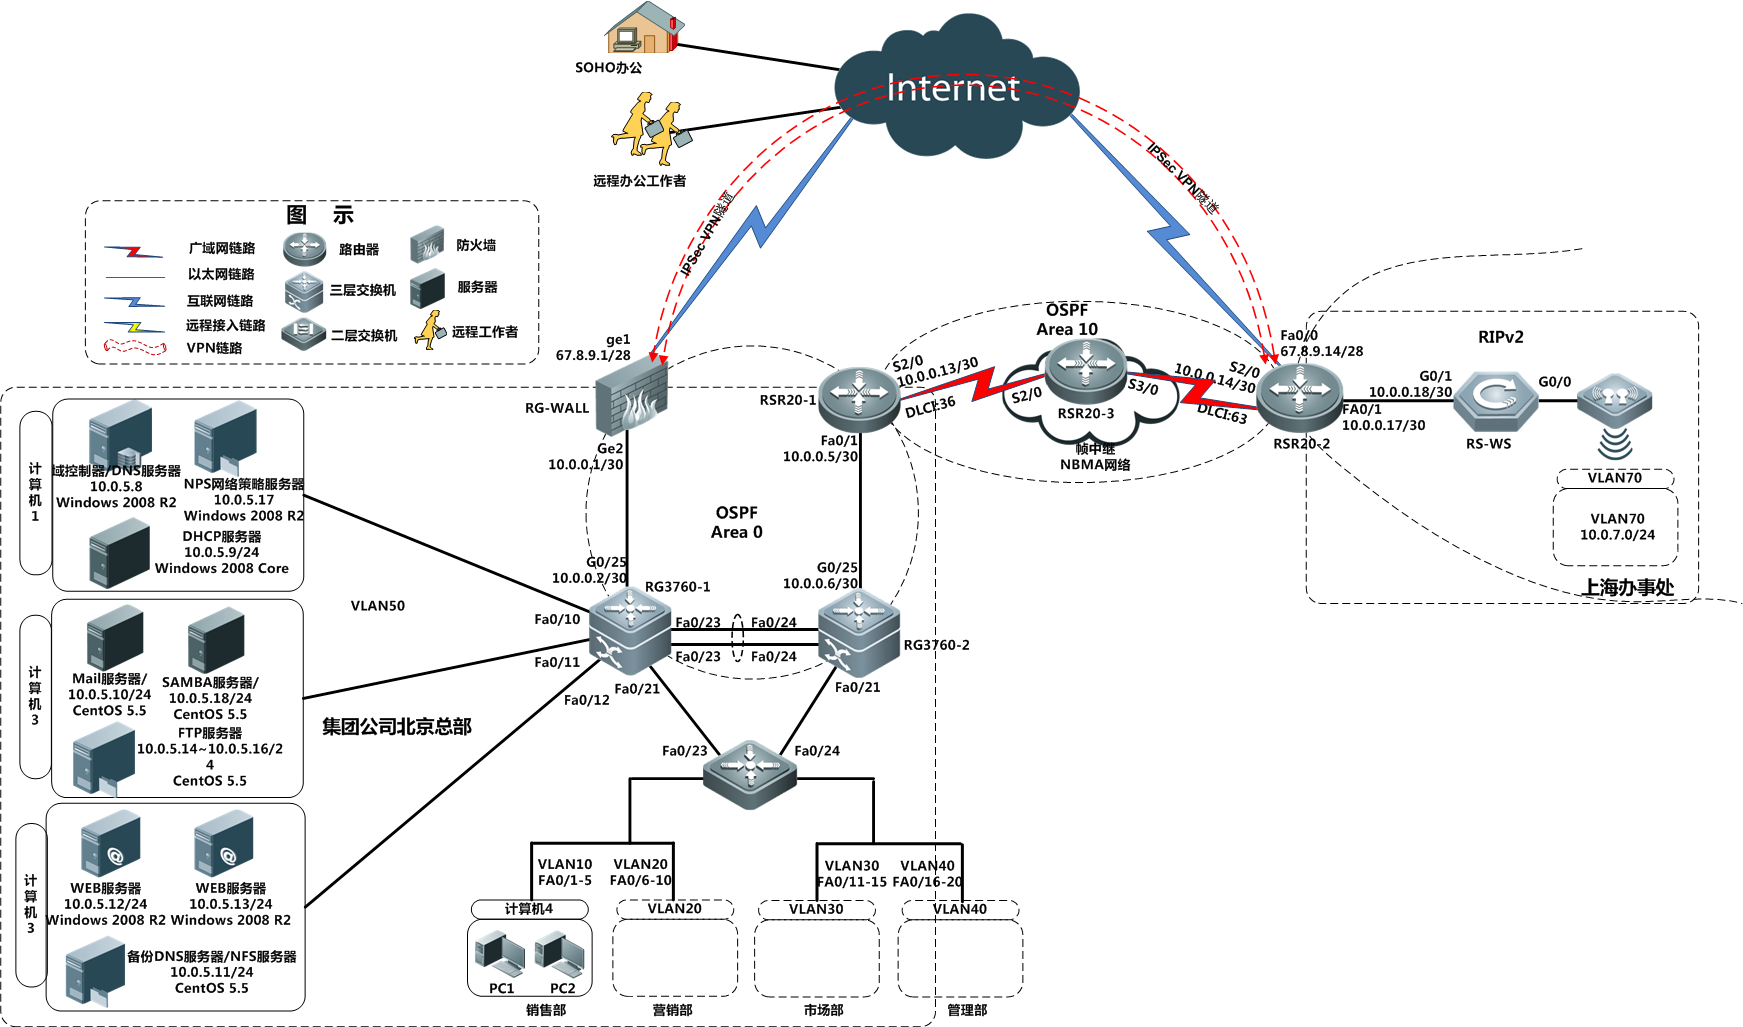 SOHO办公
Internet
远程办公工作者
IPSec VPN隧道
IPSec VPN隧道
图 示
广域网链路
路由器
防火墙
以太网链路
三层交换机
服务器
互联网链路
远程接入链路
二层交换机
远程工作者
VPN链路
ge1
67.8.9.1/28
RG-WALL
Ge2
10.0.0.1/30
OSPF
Area 0
OSPF
Area 10
RSR20-1
S2/0
10.0.0.13/30
DLCI:36
Fa0/1
10.0.0.5/30
S2/0
RSR20-3
S3/0
帧中继
NBMA网络
S2/0
10.0.0.14/30
DLCI:63
Fa0/0
67.8.9.14/28
RSR20-2
FA0/1
10.0.0.17/30
RIPv2
G0/1
10.0.0.18/30
G0/0
RS-WS
VLAN70
VLAN70
10.0.7.0/24
上海办事处
计算机1
域控制器/DNS服务器
10.0.5.8
Windows 2008 R2
NPS网络策略服务器
10.0.5.17
Windows 2008 R2
DHCP服务器
10.0.5.9/24
Windows 2008 Core
VLAN50
G0/25
10.0.0.2/30
RG3760-1
G0/25
10.0.0.6/30
RG3760-2
Fa0/10
Fa0/11
Fa0/12
Fa0/23
Fa0/24
Fa0/23
Fa0/24
Fa0/21
Fa0/21
计算机3
Mail服务器/
10.0.5.10/24
CentOS 5.5
SAMBA服务器/
10.0.5.18/24
CentOS 5.5
FTP服务器
10.0.5.14~10.0.5.16/2
4
CentOS 5.5
集团公司北京总部
Fa0/23
Fa0/24
计算机3
WEB服务器
10.0.5.12/24
Windows 2008 R2
WEB服务器
10.0.5.13/24
Windows 2008 R2
备份DNS服务器/NFS服务器
10.0.5.11/24
CentOS 5.5
VLAN10
FA0/1-5
VLAN20
FA0/6-10
VLAN30
FA0/11-15
VLAN40
FA0/16-20
计算机4
VLAN20
VLAN30
VLAN40
PC1
PC2
销售部
营销部
市场部
管理部